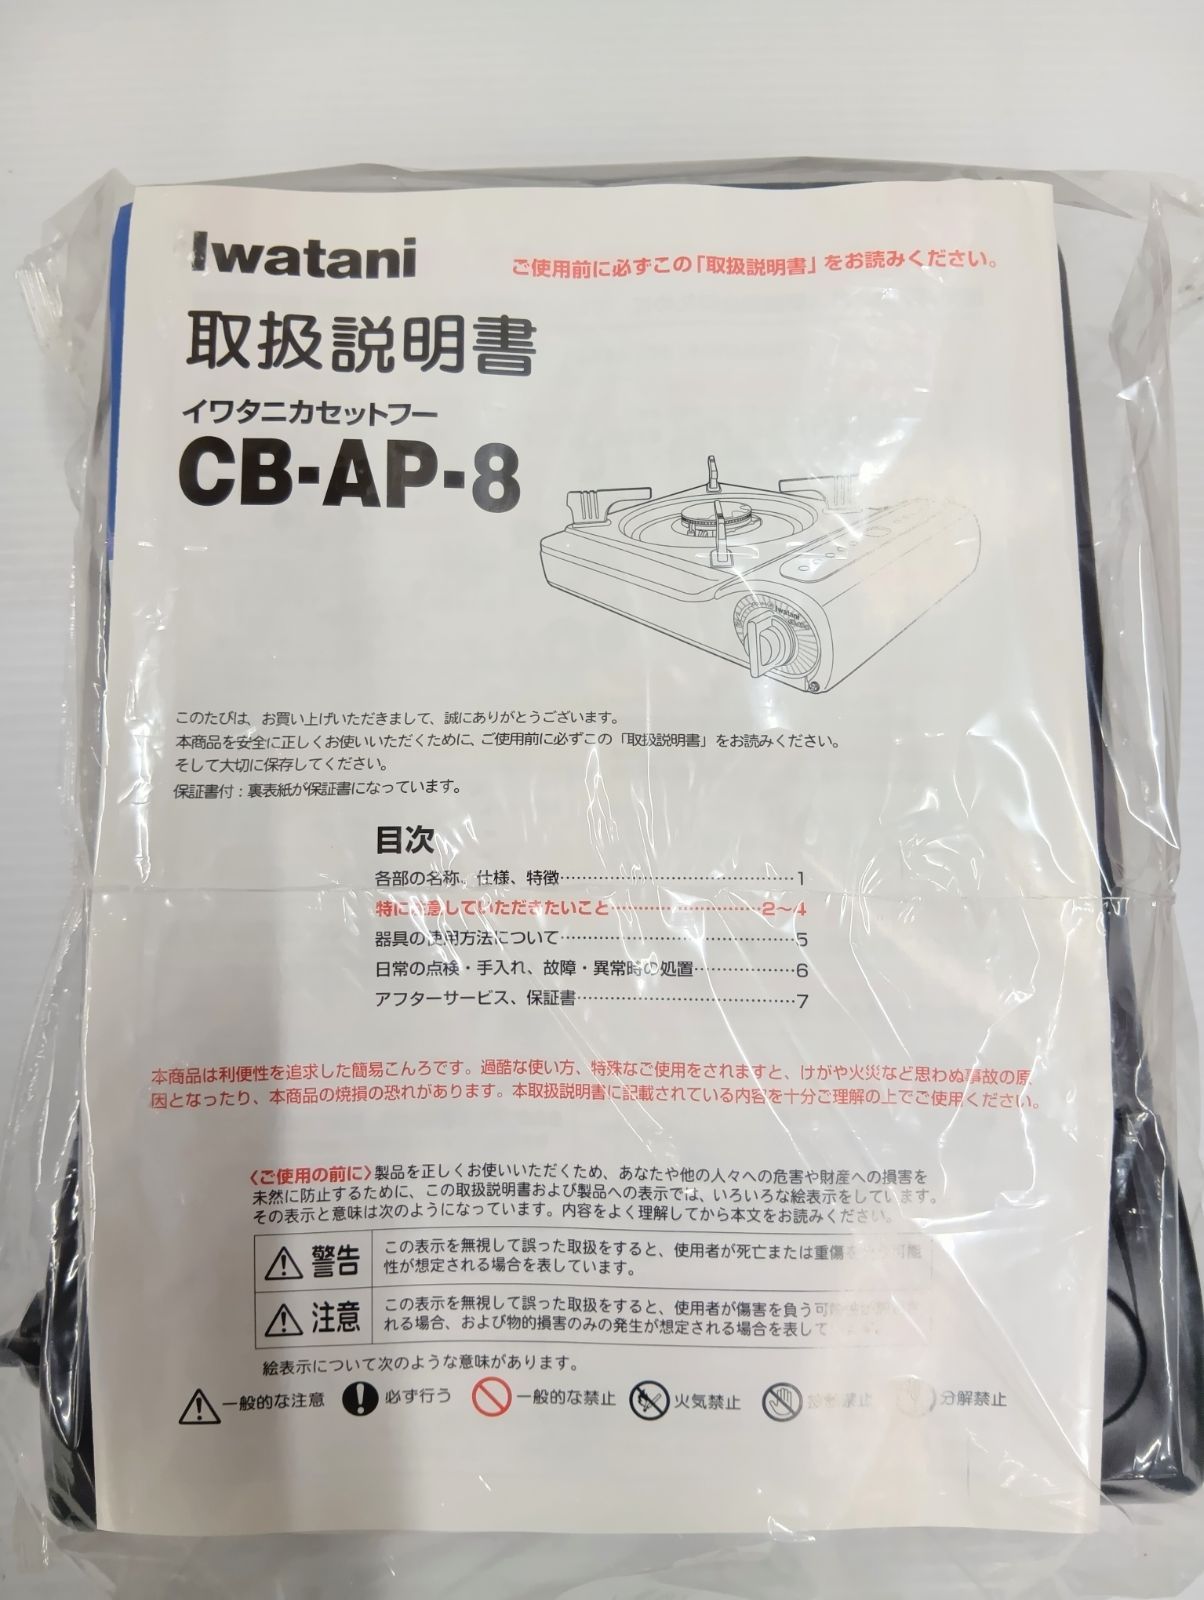 Iwatani
ご使用前に必ずこの「取扱説明書」をお読みください。
取扱説明書
イワタニカセットフー
CB-AP-8
Iwatani
このたびは、お買い上げいただきまして、誠にありがとうございます。
本商品を安全に正しくお使いいただくために、ご使用前に必ずこの「取扱説明書」をお読みください。
そして大切に保存してください。
保証書付：裏表紙が保証書になっています。
目次
各部の名称、仕様、特徴……………………………1
特に注意していただきたいこと…………………2〜4
器具の使用方法について……………………………5
日常の点検・手入れ、故障・異常時の処置…………6
アフターサービス、保証書…………………………7
本商品は利便性を追求した簡易こんろです。過酷な使い方、特殊なご使用をされますと、けがや火災など思わぬ事故の原
因となったり、本商品の焼損の恐れがあります。本取扱説明書に記載されている内容を十分ご理解の上でご使用ください。
〈ご使用の前に〉製品を正しくお使いいただくため、あなたや他の人々への危害や財産への損害を
未然に防止するために、この取扱説明書および製品への表示では、いろいろな絵表示をしています。
その表示と意味は次のようになっています。内容をよく理解してから本文をお読みください。
警告 この表示を無視して誤った取扱をすると、使用者が死亡または重傷を 可能
性が想定される場合を表しています。
注意 この表示を無視して誤った取扱をすると、使用者が傷害を負う可
れる場合、および物的損害のみの発生が想定される場合を表して
絵表示について次のような意味があります。
一般的な注意 必ず行う 一般的な禁止 火気禁止 禁止 分解禁止